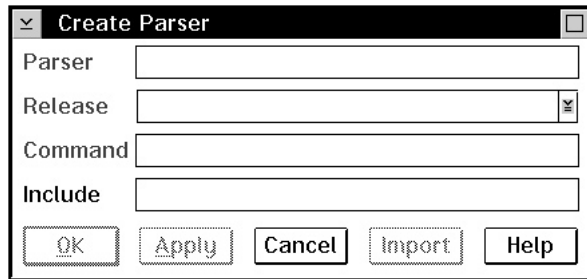 Create Parser
Parser
Release
Command
Include
OK Apply Cancel Import Help